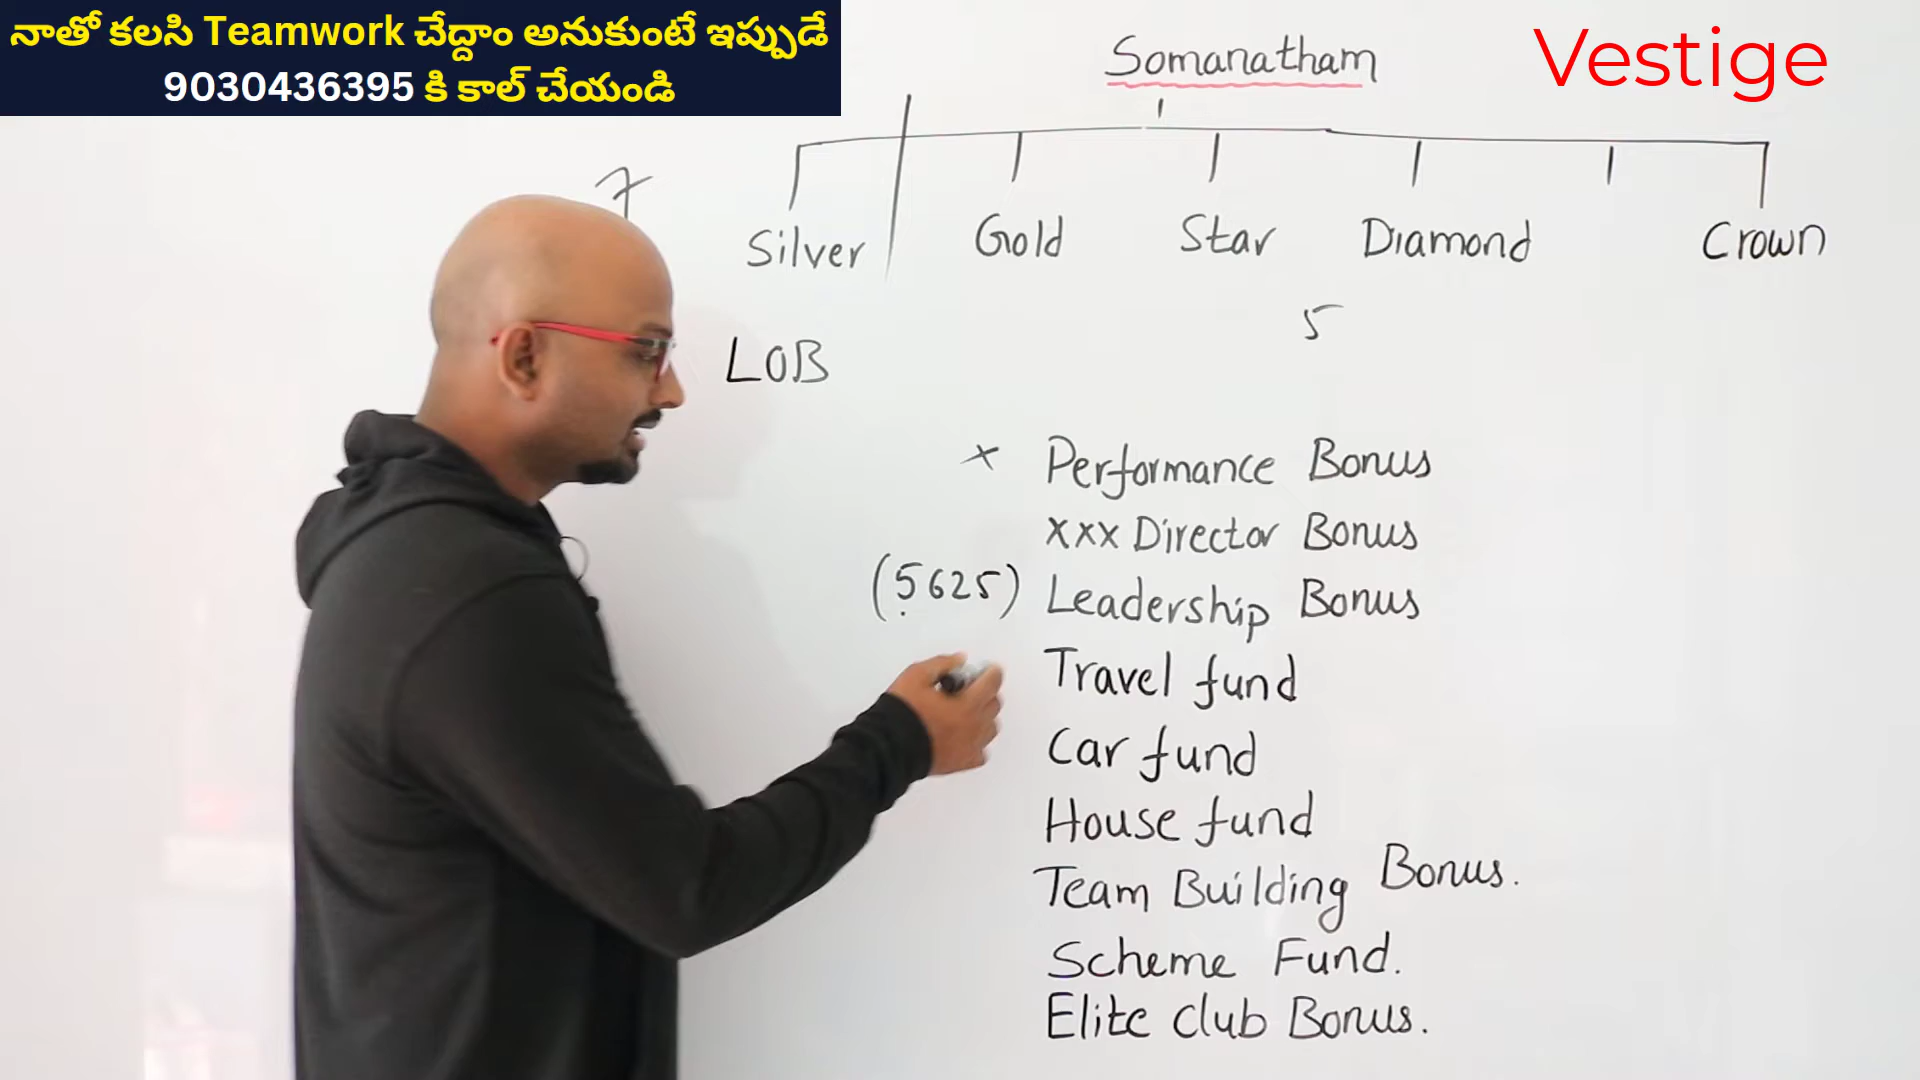 నాతో కలసి Teamwork చేద్దాం అనుకుంటే ఇప్పుడే
9030436395 కి కాల్ చేయండి
Vestige
Somanatham
7
Silver Gold Star Diamond Crown
5
LOB
x Performance Bonus
xxx Director Bonus
(5625) Leadership Bonus
Travel fund
Car fund
House fund
Team Building Bonus.
Scheme Fund.
Elite club Bonus.